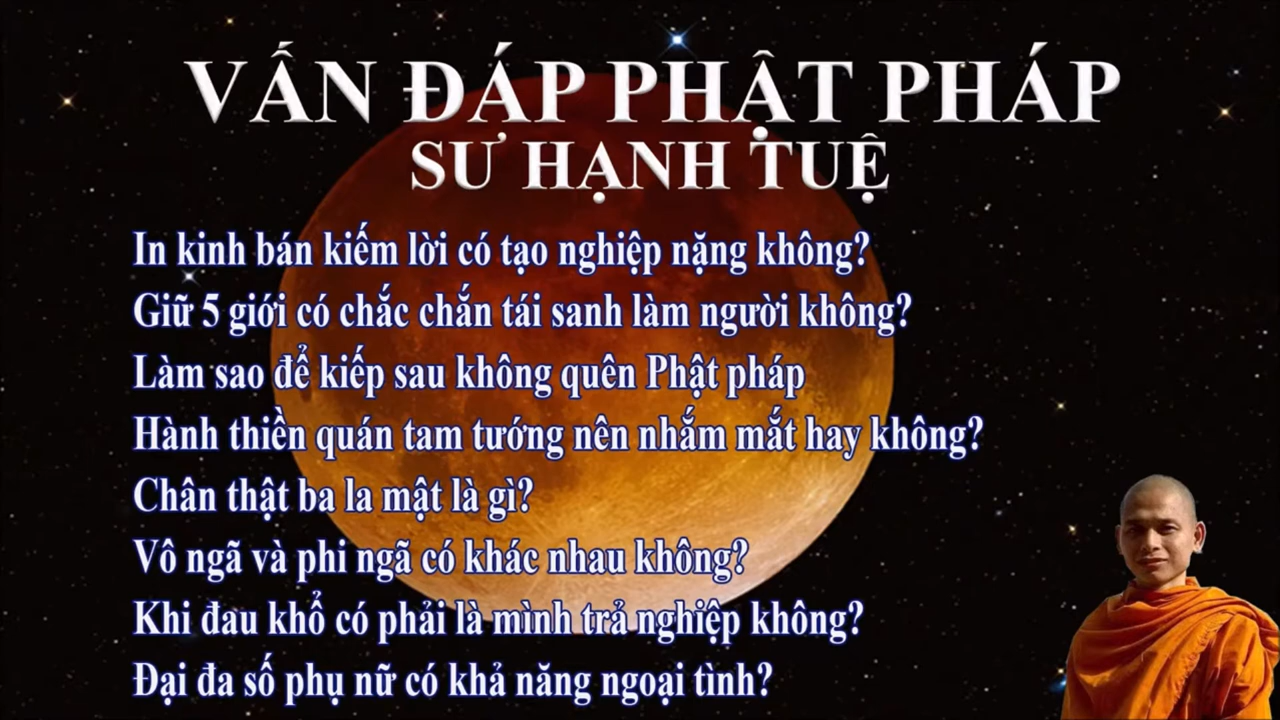 VẤN ĐÁP PHẬT PHÁP
SƯ HẠNH TUỆ
In kinh bán kiếm lời có tạo nghiệp nặng không?
Giữ 5 giới có chắc chắn tái sanh làm người không?
Làm sao để kiếp sau không quên Phật pháp
Hành thiền quán tam tướng nên nhắm mắt hay không?
Chân thật ba la mật là gì?
Vô ngã và phi ngã có khác nhau không?
Khi đau khổ có phải là mình trả nghiệp không?
Đại đa số phụ nữ có khả năng ngoại tình?